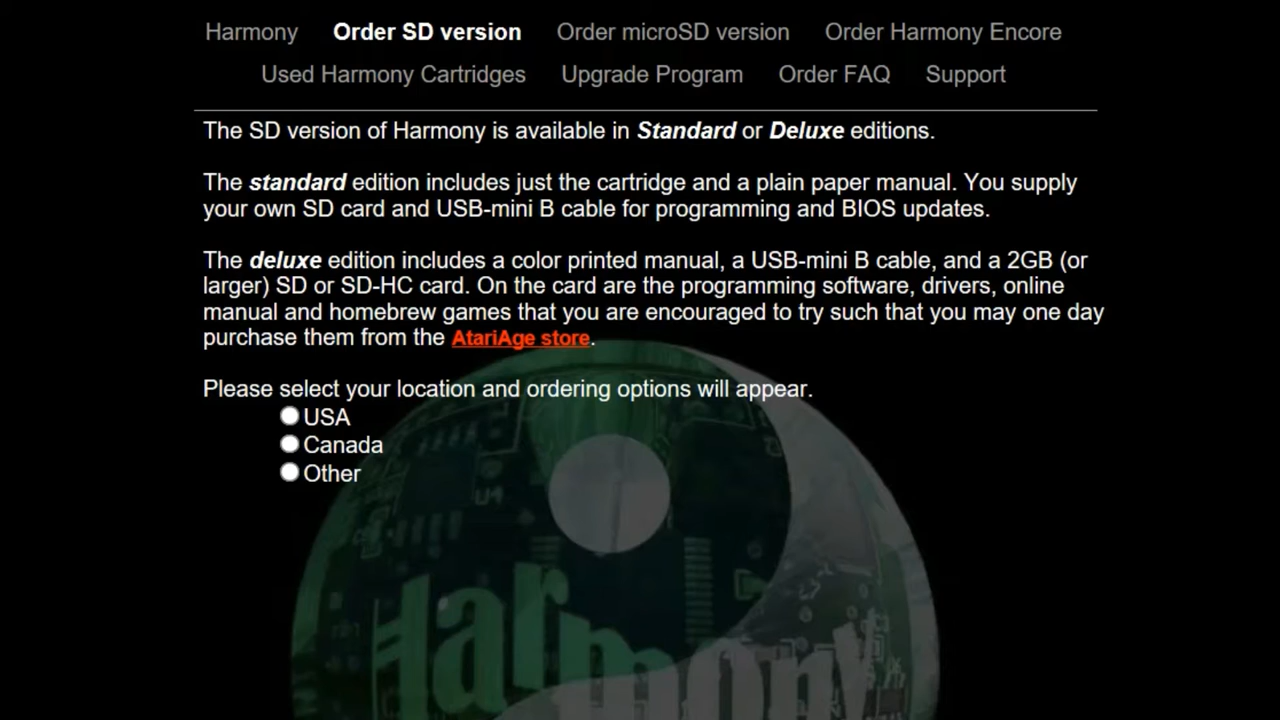 Harmony Order SD version Order microSD version Order Harmony Encore
Used Harmony Cartridges Upgrade Program Order FAQ Support
The SD version of Harmony is available in Standard or Deluxe editions.
The standard edition includes just the cartridge and a plain paper manual. You supply
your own SD card and USB-mini B cable for programming and BIOS updates.
The deluxe edition includes a color printed manual, a USB-mini B cable, and a 2GB (or
larger) SD or SD-HC card. On the card are the programming software, drivers, online
manual and homebrew games that you are encouraged to try such that you may one day
purchase them from the AtariAge store.
Please select your location and ordering options will appear.
USA
Canada
Other
U4
Harmony